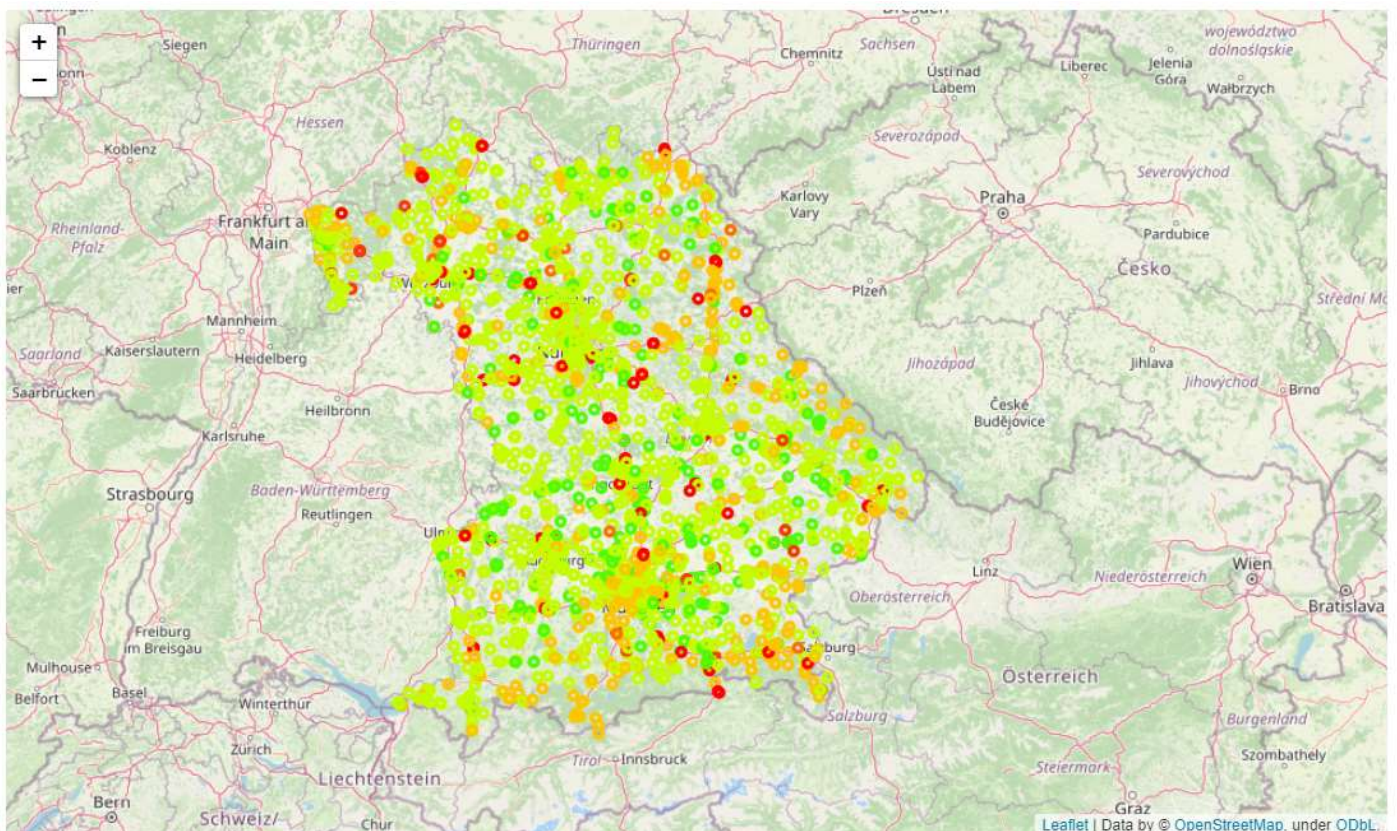 +
−
Siegen
Thüringen
Chemnitz
Sachsen
województwo
dolnośląskie
Jelenia
Góra
Wałbrzych
Liberec
Ústí nad
Labem
Hessen
Koblenz
Severozápad
Severovýchod
Karlovy
Vary
Praha
Frankfurt a
Main
Rheinland-
Pfalz
Pardubice
Česko
Plzeň
Střední Mo
Mannheim
Saarland
Kaiserslautern
Heidelberg
Saarbrücken
Jihozápad
Jihlava
Jihovýchod
Brno
Heilbronn
České
Budějovice
Karlsruhe
Strasbourg
Baden-Württemberg
Reutlingen
Ulm
Linz
Niederösterreich
Wien
Oberösterreich
Bratislava
Freiburg
im Breisgau
Mulhouse
Belfort
Basel
Winterthur
Österreich
Salzburg
Zürich
Tirol
Innsbruck
Burgenland
Szombathely
Steiermark
Liechtenstein
Bern
Schweiz/
Chur
Graz
Leaflet | Data by © OpenStreetMap, under ODbL.